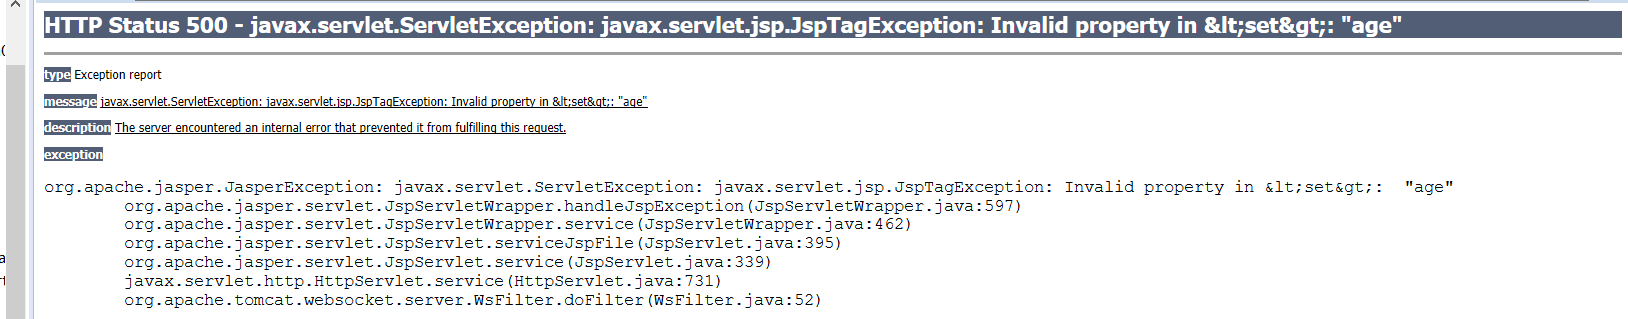 HTTP Status 500 - javax.servlet.ServletException: javax.servlet.jsp.JspTagException: Invalid property in &lt;set&gt;: "age"
type Exception report
message javax.servlet.ServletException: javax.servlet.jsp.JspTagException: Invalid property in &lt;set&gt;: "age"
description The server encountered an internal error that prevented it from fulfilling this request.
exception
org.apache.jasper.JasperException: javax.servlet.ServletException: javax.servlet.jsp.JspTagException: Invalid property in &lt;set&gt;:  "age"
org.apache.jasper.servlet.JspServletWrapper.handleJspException(JspServletWrapper.java:597)
org.apache.jasper.servlet.JspServletWrapper.service(JspServletWrapper.java:462)
org.apache.jasper.servlet.JspServlet.serviceJspFile(JspServlet.java:395)
org.apache.jasper.servlet.JspServlet.service(JspServlet.java:339)
javax.servlet.http.HttpServlet.service(HttpServlet.java:731)
org.apache.tomcat.websocket.server.WsFilter.doFilter(WsFilter.java:52)